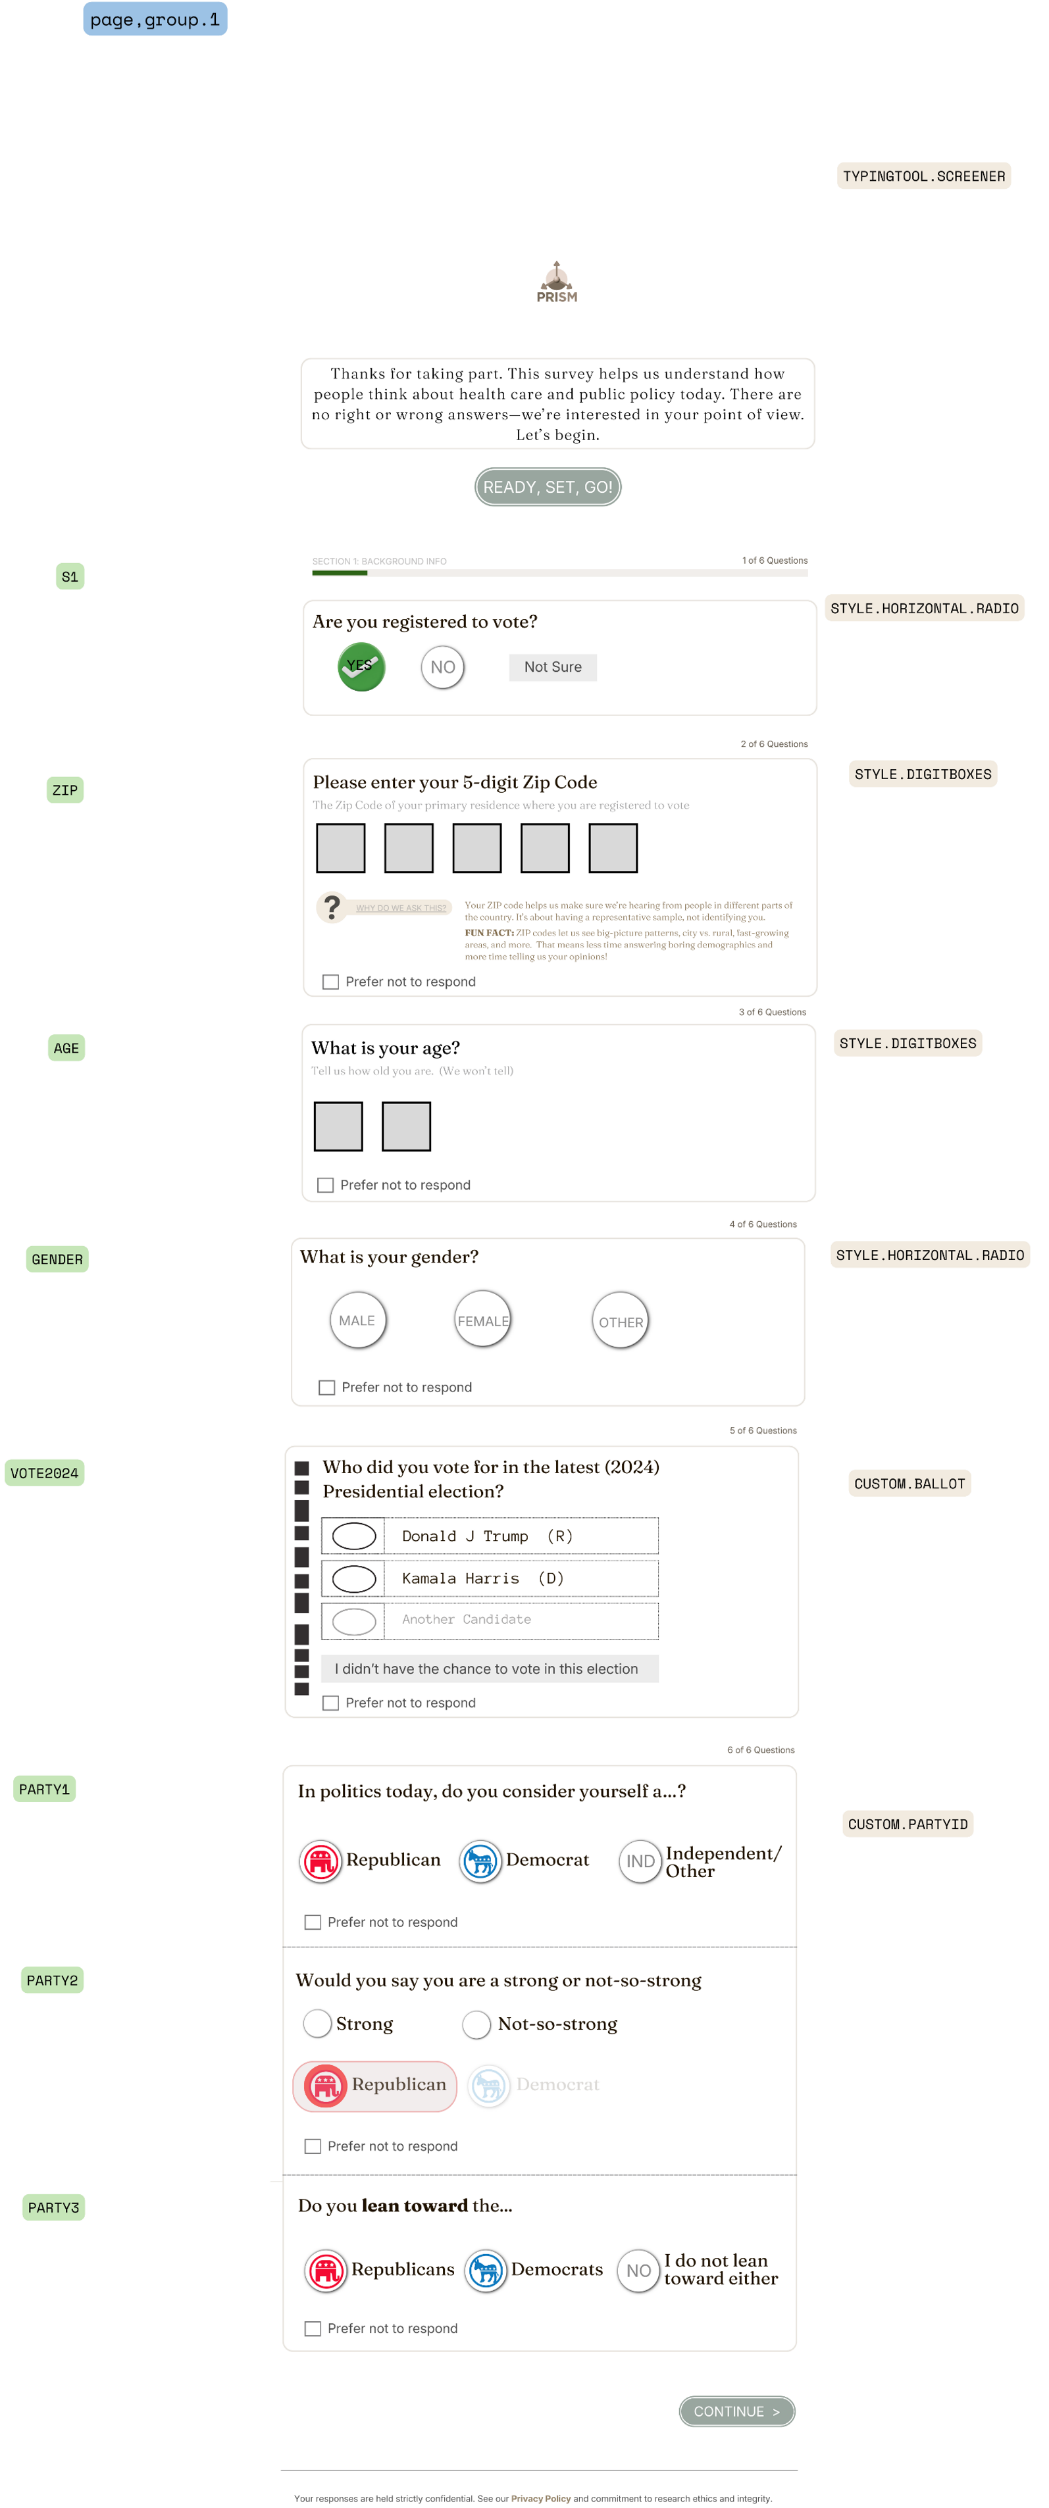 page,group.1
TYPINGTOOL.SCREENER
PRISM
Thanks for taking part. This survey helps us understand how
people think about health care and public policy today. There are
no right or wrong answers—we're interested in your point of view.
Let's begin.
READY, SET, GO!
S1
SECTION 1: BACKGROUND INFO
1 of 6 Questions
STYLE.HORIZONTAL.RADIO
Are you registered to vote?
YES
NO
Not Sure
2 of 6 Questions
ZIP
STYLE.DIGITBOXES
Please enter your 5-digit Zip Code
The Zip Code of your primary residence where you are registered to vote
?
WHY DO WE ASK THIS?
Your ZIP code helps us make sure we're hearing from people in different parts of
the country. It's about having a representative sample, not identifying you.
FUN FACT: ZIP codes let us see big-picture patterns, city vs. rural, fast-growing
areas, and more. That means less time answering boring demographics and
more time telling us your opinions!
Prefer not to respond
3 of 6 Questions
AGE
STYLE.DIGITBOXES
What is your age?
Tell us how old you are. (We won't tell)
Prefer not to respond
4 of 6 Questions
GENDER
STYLE.HORIZONTAL.RADIO
What is your gender?
MALE
FEMALE
OTHER
Prefer not to respond
5 of 6 Questions
VOTE2024
CUSTOM.BALLOT
Who did you vote for in the latest (2024)
Presidential election?
Donald J Trump (R)
Kamala Harris (D)
Another Candidate
I didn't have the chance to vote in this election
Prefer not to respond
6 of 6 Questions
PARTY1
CUSTOM.PARTYID
In politics today, do you consider yourself a...?
Republican
Democrat
IND
Independent/
Other
Prefer not to respond
PARTY2
Would you say you are a strong or not-so-strong
Strong
Not-so-strong
Republican
Democrat
Prefer not to respond
PARTY3
Do you lean toward the...
Republicans
Democrats
NO
I do not lean
toward either
Prefer not to respond
CONTINUE >
Your responses are held strictly confidential. See our Privacy Policy and commitment to research ethics and integrity.